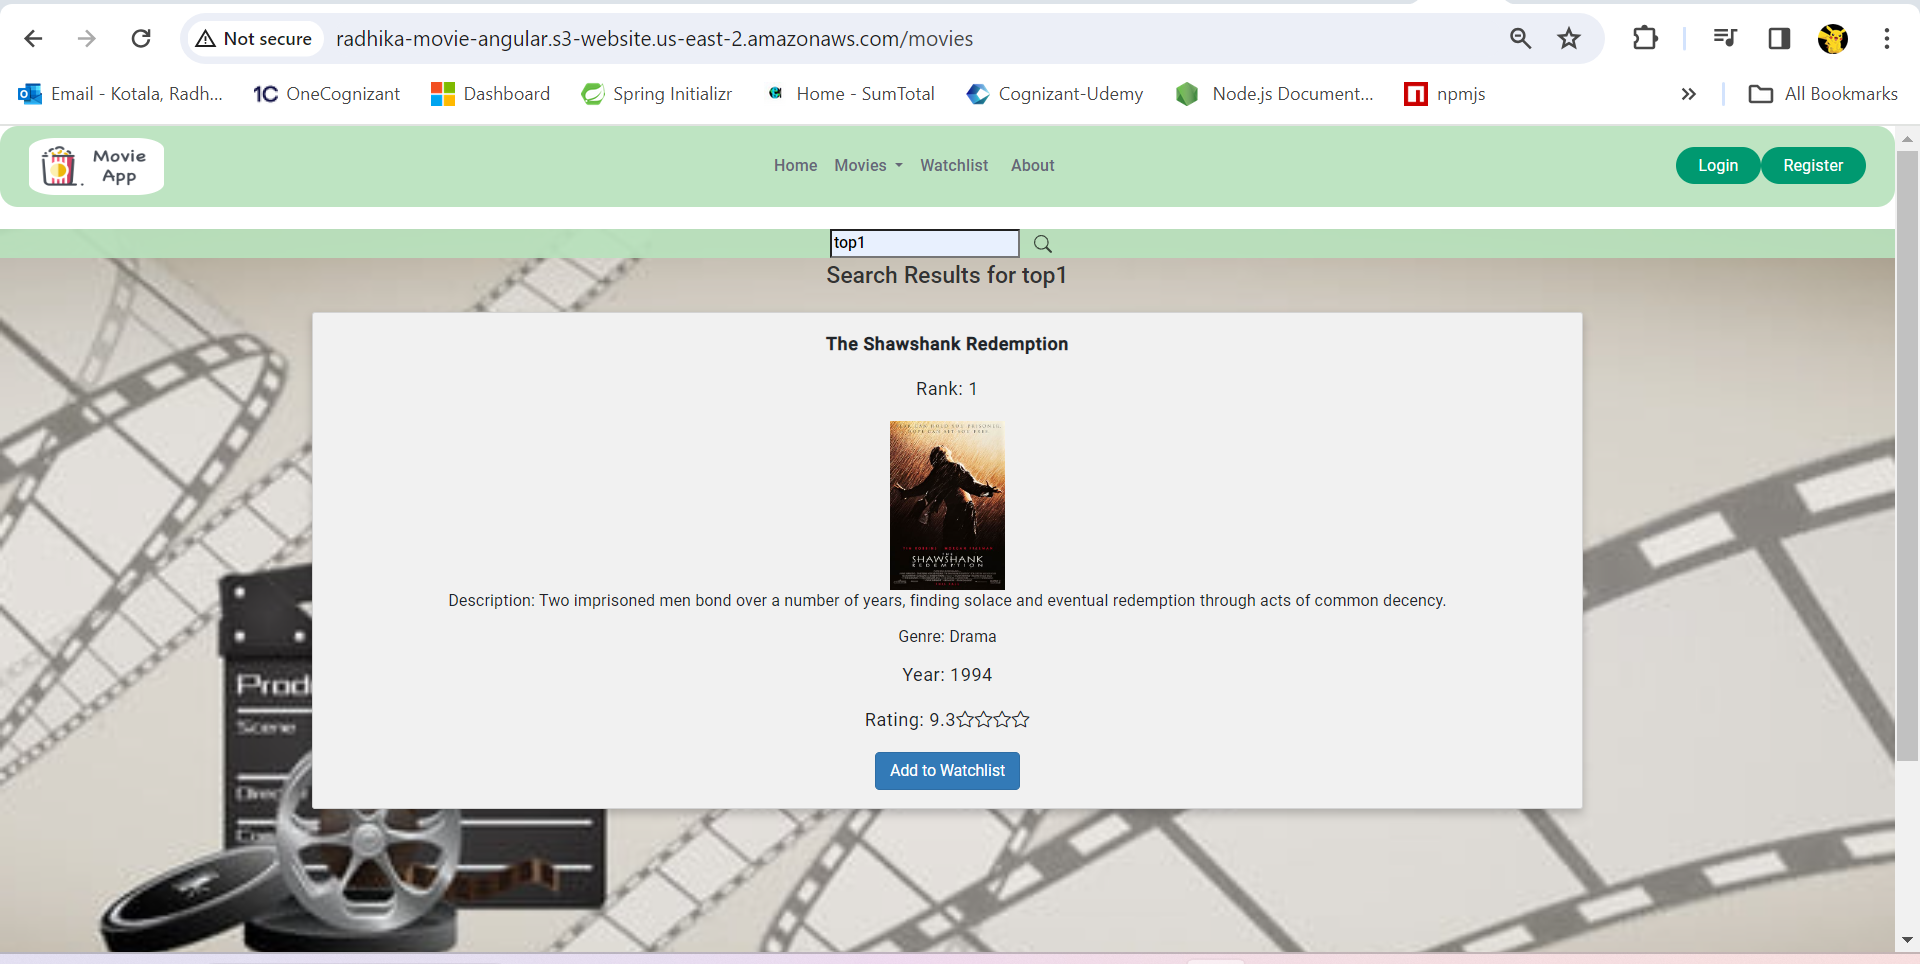 Not secure radhika-movie-angular.s3-website.us-east-2.amazonaws.com/movies
Email - Kotala, Radh... OneCognizant Dashboard Spring Initializr Home - SumTotal Cognizant-Udemy Node.js Document... npmjs » All Bookmarks
Movie
App
Home Movies Watchlist About Login Register
top1
Search Results for top1
The Shawshank Redemption
Rank: 1
SHAWSHANK
REDEMPTION
Description: Two imprisoned men bond over a number of years, finding solace and eventual redemption through acts of common decency.
Genre: Drama
Prod
Year: 1994
Scene
Rating: 9.3
Add to Watchlist